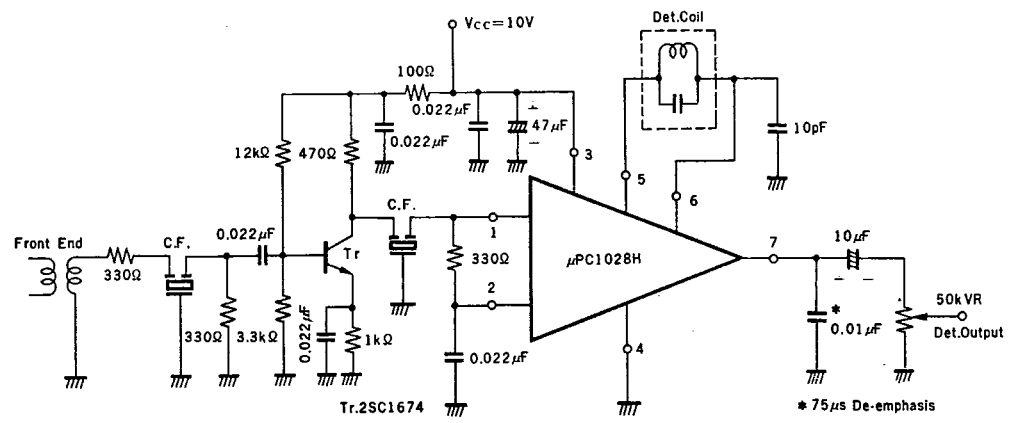 Det.Coil
Vcc=10V
100Ω
0.022µF
0.022µF
47µF
10pF
12kΩ
470Ω
3
5
6
C.F.
1
Front End
C.F.
0.022µF
Tr
330Ω
µPC1028H
7
10µF
330Ω
2
50kVR
Det.Output
330Ω
3.3kΩ
0.022µF
1kΩ
0.022µF
4
*
0.01µF
Tr.2SC1674
* 75µs De-emphasis